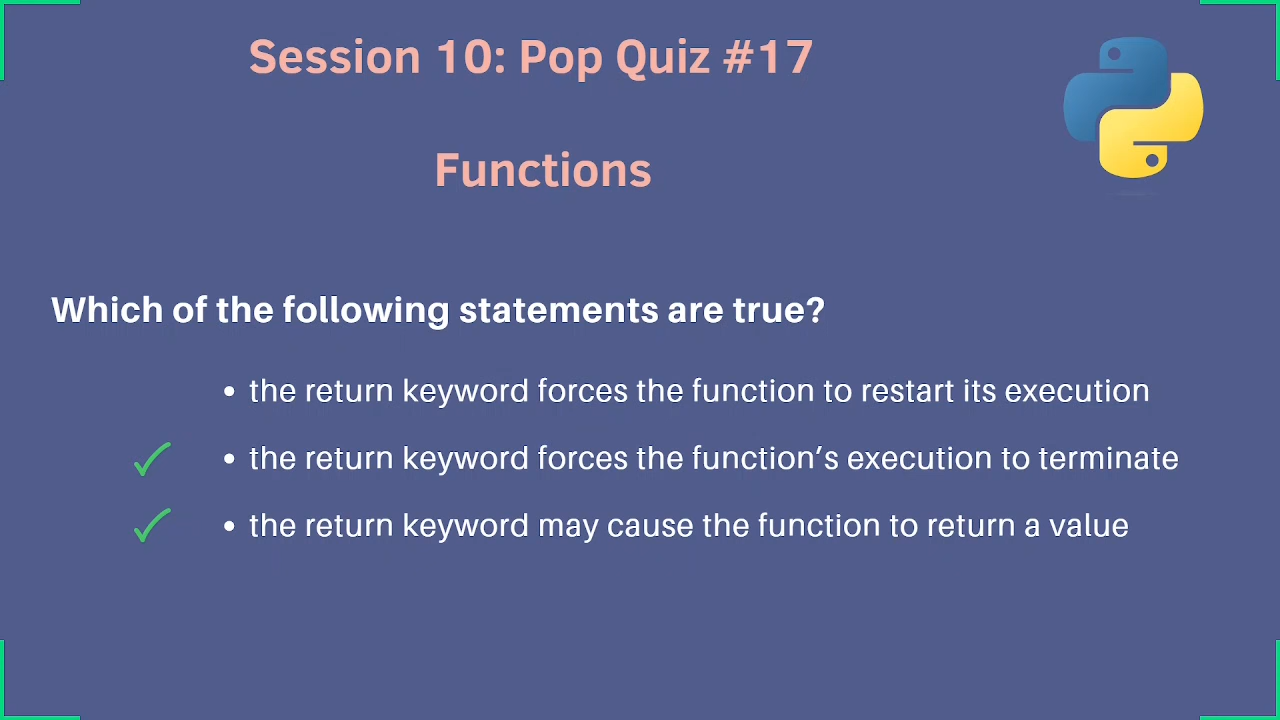 Session 10: Pop Quiz #17
Functions
Which of the following statements are true?
• the return keyword forces the function to restart its execution
• the return keyword forces the function’s execution to terminate
• the return keyword may cause the function to return a value